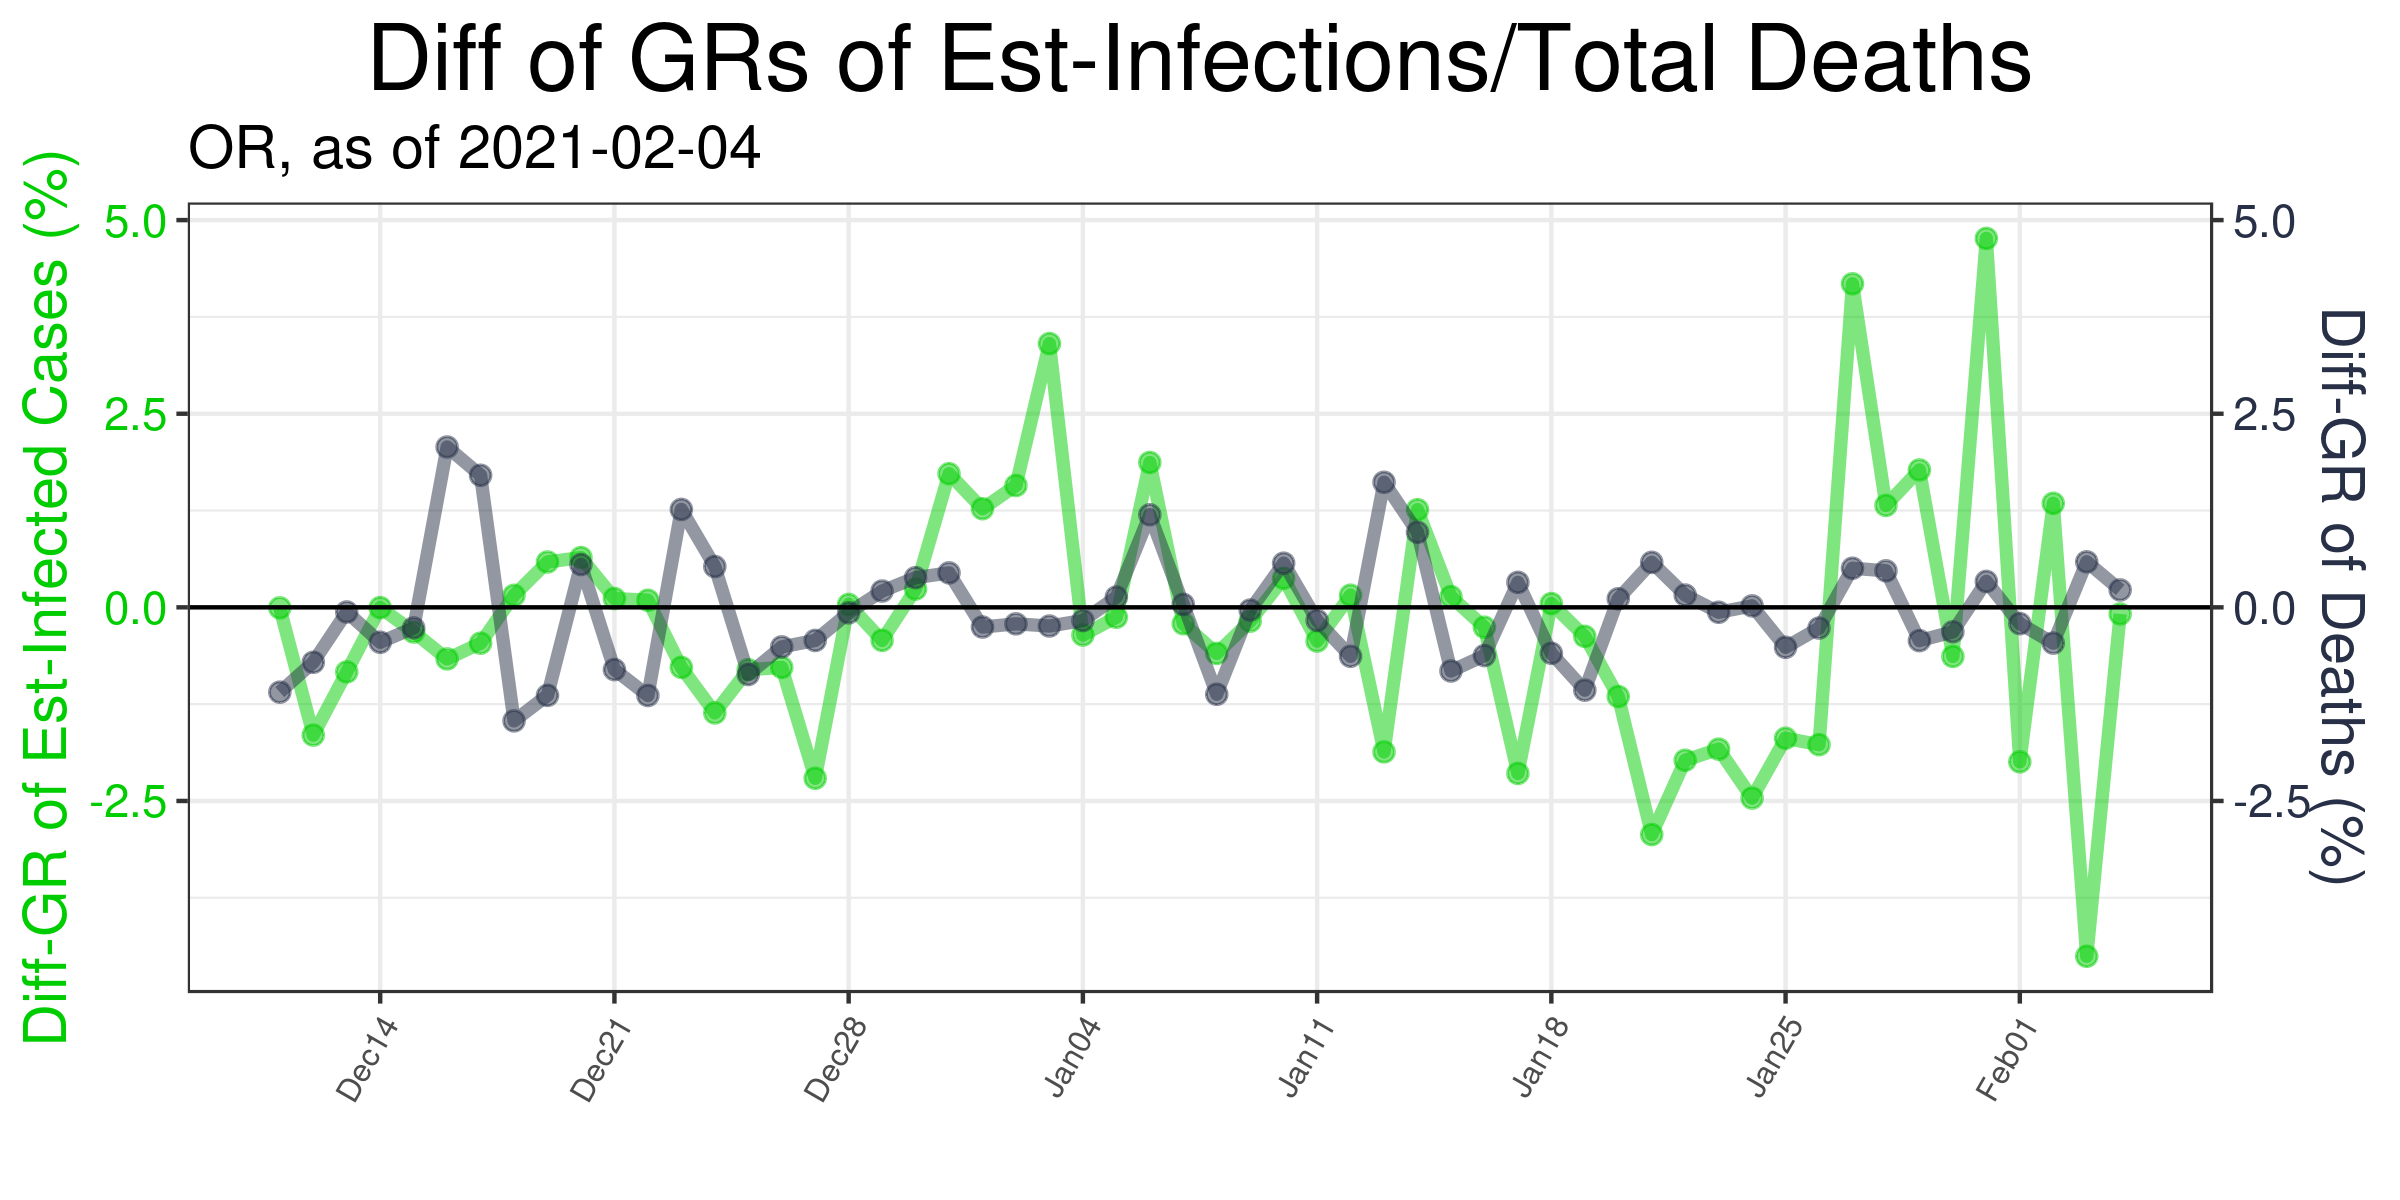 Diff of GRs of Est-Infections/Total Deaths
OR, as of 2021-02-04
Diff-GR of Est-Infected Cases (%)
5.0
2.5
0.0
-2.5
5.0
2.5
0.0
-2.5
Diff-GR of Deaths (%)
Dec14
Dec21
Dec28
Jan04
Jan11
Jan18
Jan25
Feb01